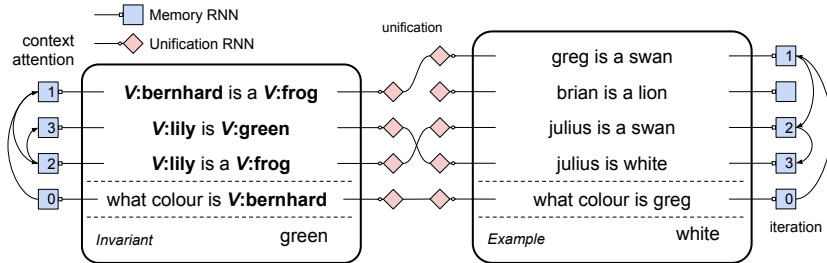 Memory RNN
Unification RNN
context attention
unification
1 V:bernhard is a V:frog
3 V:lily is V:green
2 V:lily is a V:frog
0 what colour is V:bernhard
Invariant green
greg is a swan 1
brian is a lion
julius is a swan 2
julius is white 3
what colour is greg 0
Example white
iteration